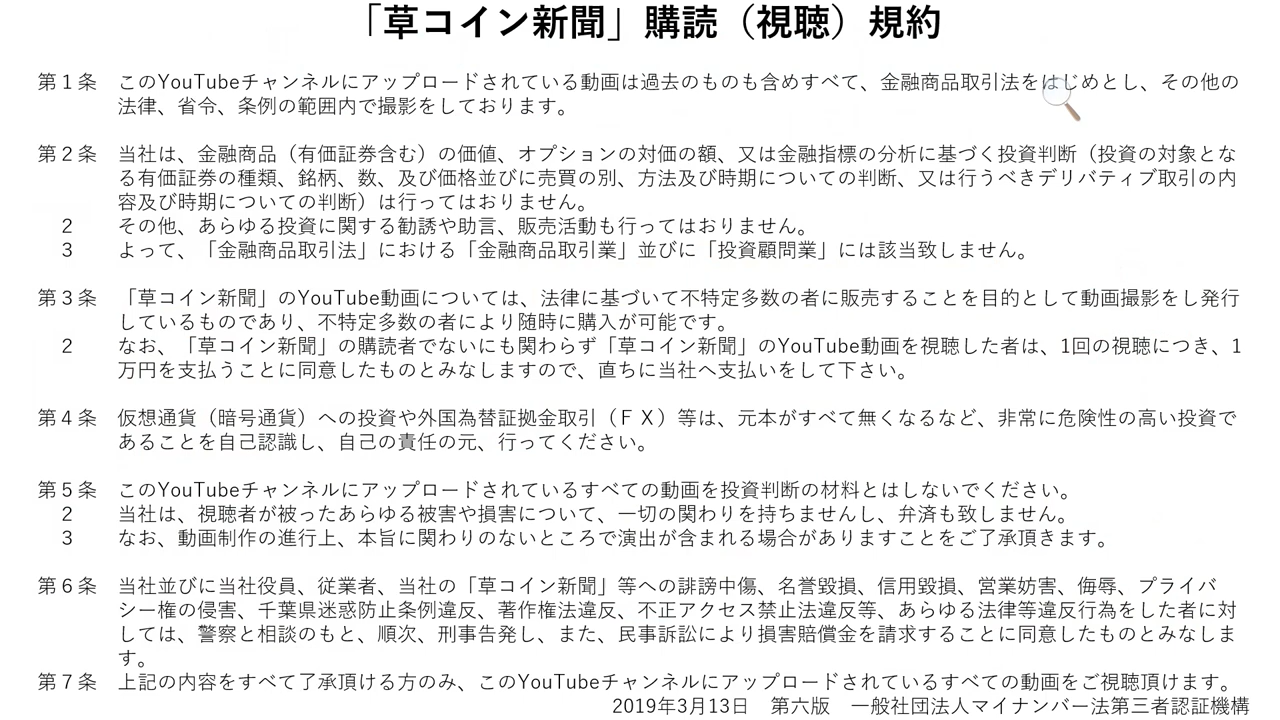 「草コイン新聞」購読（視聴）規約
第１条　このYouTubeチャンネルにアップロードされている動画は過去のものも含めすべて、金融商品取引法をはじめとし、その他の
法律、省令、条例の範囲内で撮影をしております。
第２条　当社は、金融商品（有価証券含む）の価値、オプションの対価の額、又は金融指標の分析に基づく投資判断（投資の対象とな
る有価証券の種類、銘柄、数、及び価格並びに売買の別、方法及び時期についての判断、又は行うべきデリバティブ取引の内
容及び時期についての判断）は行ってはおりません。
２　その他、あらゆる投資に関する勧誘や助言、販売活動も行ってはおりません。
３　よって、「金融商品取引法」における「金融商品取引業」並びに「投資顧問業」には該当致しません。
第３条　「草コイン新聞」のYouTube動画については、法律に基づいて不特定多数の者に販売することを目的として動画撮影をし発行
しているものであり、不特定多数の者により随時に購入が可能です。
２　なお、「草コイン新聞」の購読者でないにも関わらず「草コイン新聞」のYouTube動画を視聴した者は、1回の視聴につき、1
万円を支払うことに同意したものとみなしますので、直ちに当社へ支払いをして下さい。
第４条　仮想通貨（暗号通貨）への投資や外国為替証拠金取引（ＦＸ）等は、元本がすべて無くなるなど、非常に危険性の高い投資で
あることを自己認識し、自己の責任の元、行ってください。
第５条　このYouTubeチャンネルにアップロードされているすべての動画を投資判断の材料とはしないでください。
２　当社は、視聴者が被ったあらゆる被害や損害について、一切の関わりを持ちませんし、弁済も致しません。
３　なお、動画制作の進行上、本旨に関わりのないところで演出が含まれる場合がありますことをご了承頂きます。
第６条　当社並びに当社役員、従業者、当社の「草コイン新聞」等への誹謗中傷、名誉毀損、信用毀損、営業妨害、侮辱、プライバ
シー権の侵害、千葉県迷惑防止条例違反、著作権法違反、不正アクセス禁止法違反等、あらゆる法律等違反行為をした者に対
しては、警察と相談のもと、順次、刑事告発し、また、民事訴訟により損害賠償金を請求することに同意したものとみなしま
す。
第７条　上記の内容をすべて了承頂ける方のみ、このYouTubeチャンネルにアップロードされているすべての動画をご視聴頂けます。
2019年3月13日　第六版　一般社団法人マイナンバー法第三者認証機構